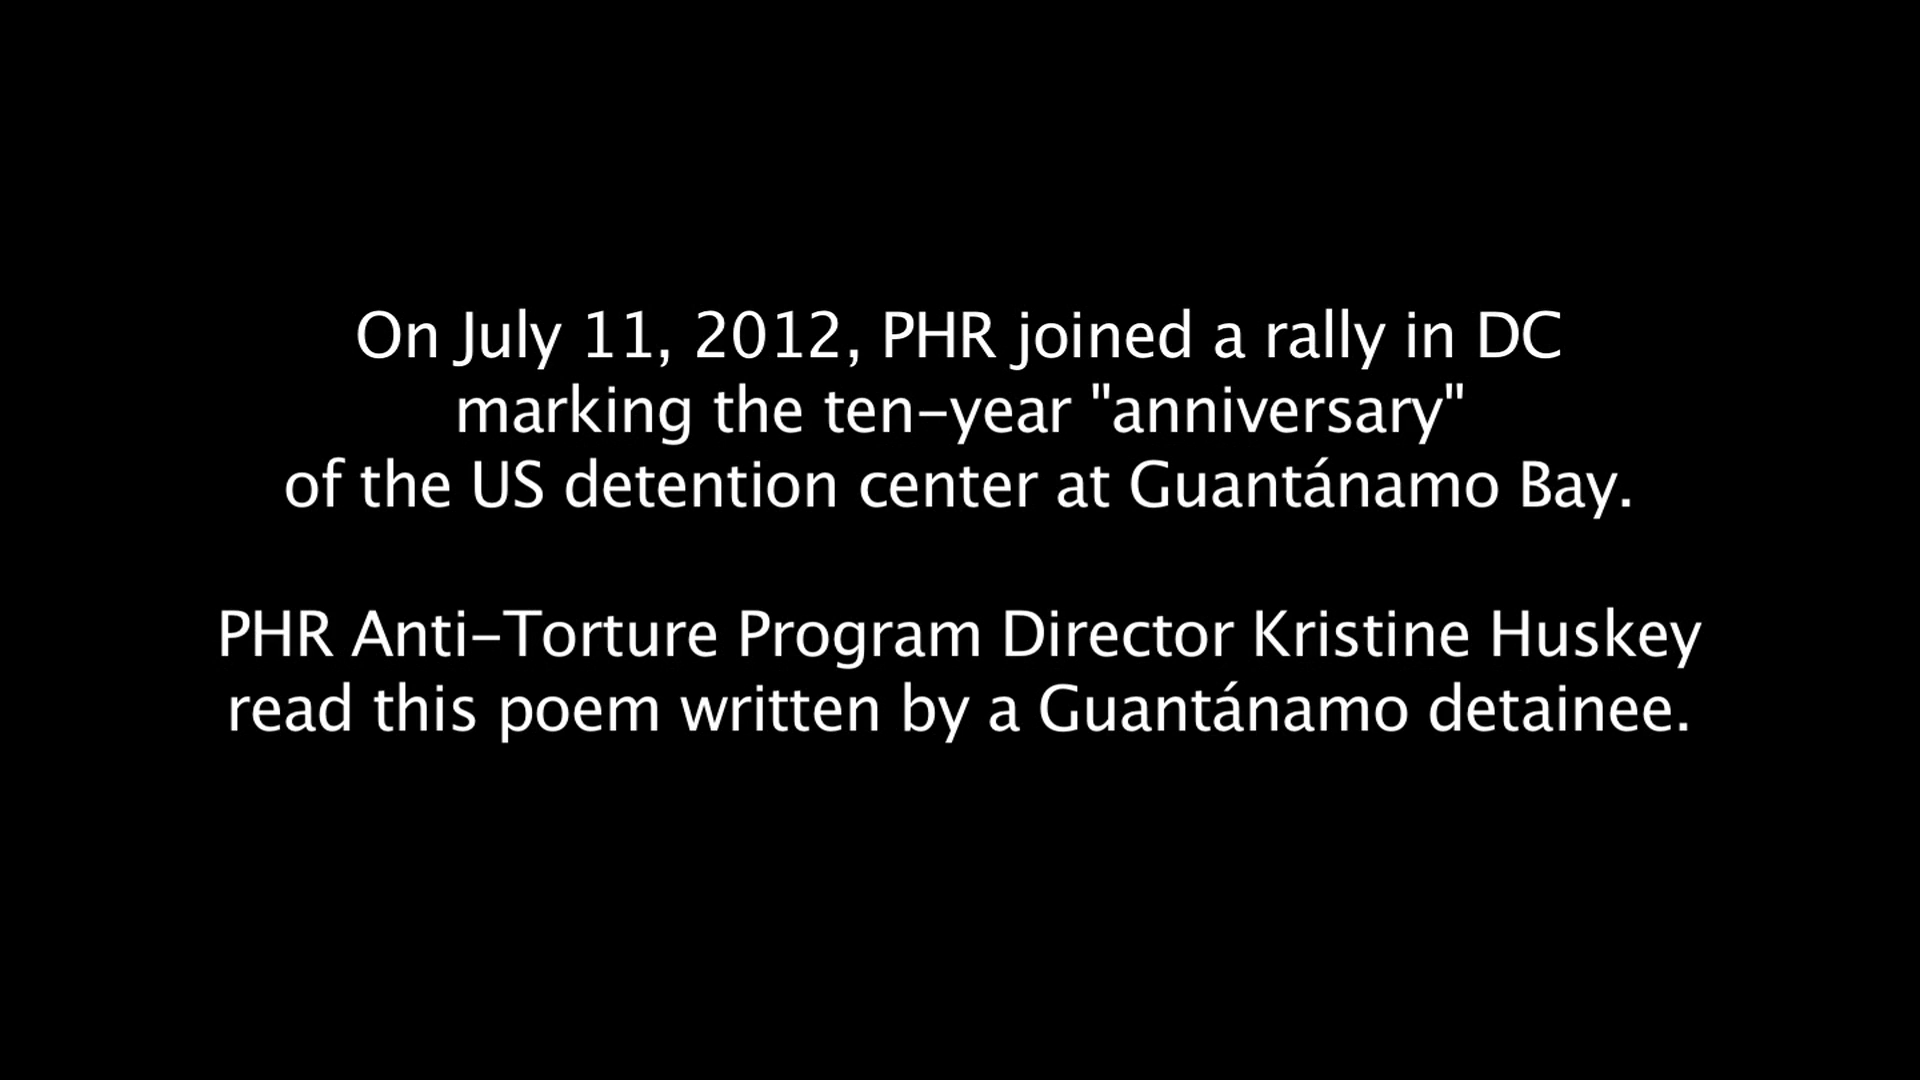 On July 11, 2012, PHR joined a rally in DC
marking the ten-year "anniversary"
of the US detention center at Guantánamo Bay.
PHR Anti-Torture Program Director Kristine Huskey
read this poem written by a Guantánamo detainee.